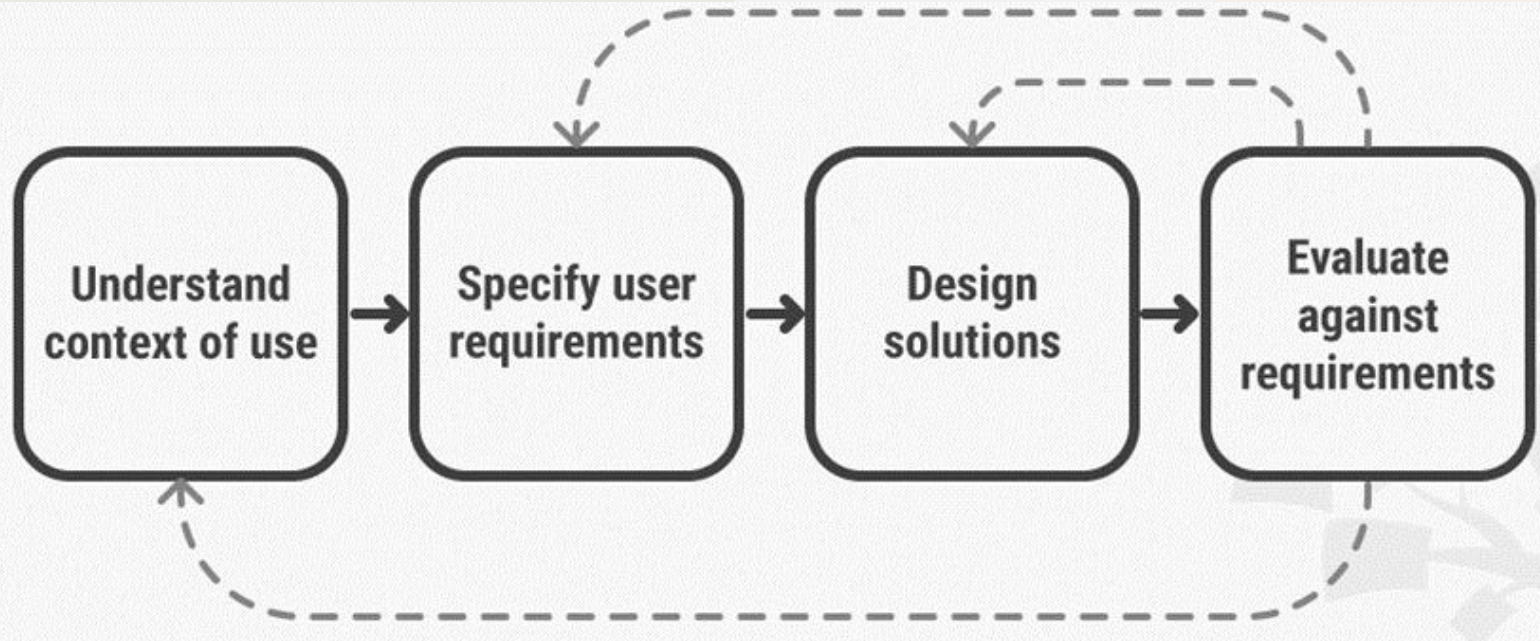 Understand
context of use
Specify user
requirements
Design
solutions
Evaluate
against
requirements